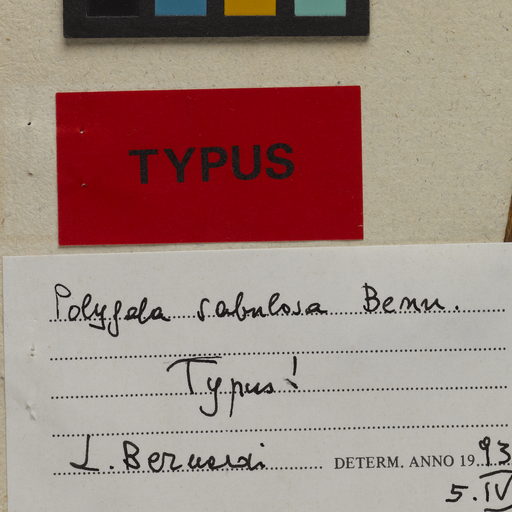 TYPUS
Polygala sabulosa Benn.
Typus!
L. Bernardi DETERM. ANNO 1993
5. IV